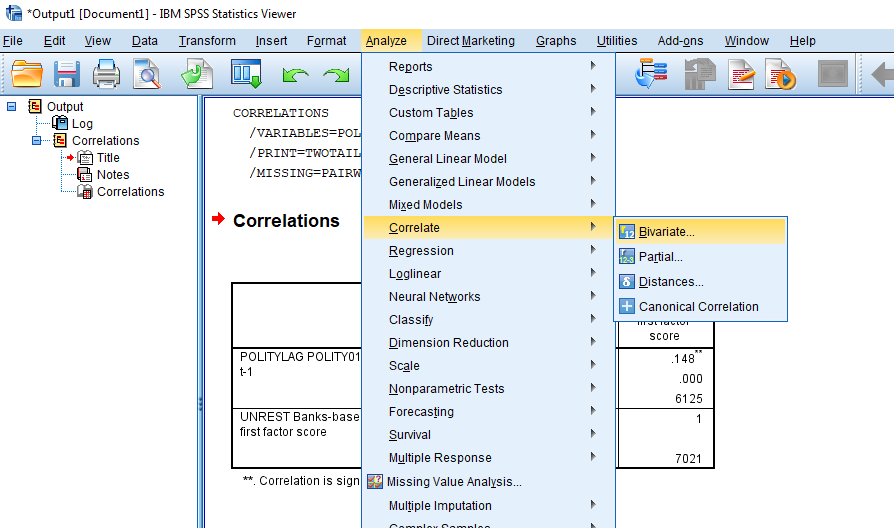 *Output1 [Document1] - IBM SPSS Statistics Viewer
File Edit View Data Transform Insert Format Analyze Direct Marketing Graphs Utilities Add-ons Window Help
Output
Log
Correlations
Title
Notes
Correlations
CORRELATIONS
/VARIABLES=POL
/PRINT=TWOTAIL
/MISSING=PAIRW
Correlations
first factor
score
POLITYLAG POLITY01
t-1
.148**
.000
6125
UNREST Banks-base
first factor score
1
7021
**. Correlation is sign
Reports
Descriptive Statistics
Custom Tables
Compare Means
General Linear Model
Generalized Linear Models
Mixed Models
Correlate
Regression
Loglinear
Neural Networks
Classify
Dimension Reduction
Scale
Nonparametric Tests
Forecasting
Survival
Multiple Response
Missing Value Analysis...
Multiple Imputation
Complex Samples
Bivariate...
Partial...
Distances...
Canonical Correlation